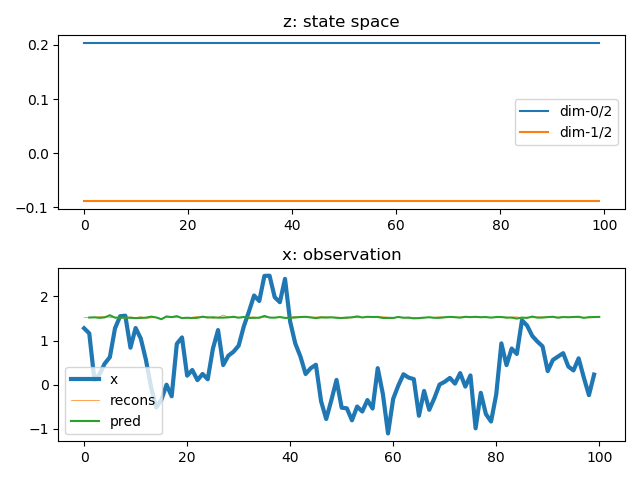 z: state space
0.2
0.1
0.0
−0.1
dim-0/2
dim-1/2
0 20 40 60 80 100
x: observation
2
1
0
−1
x
recons
pred
0 20 40 60 80 100